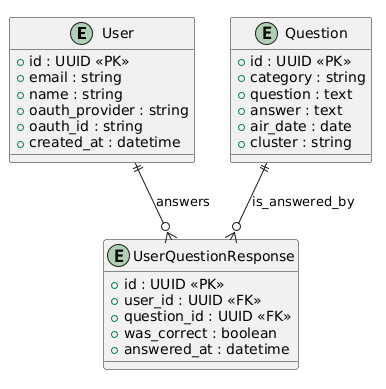 E User
id : UUID «PK»
email : string
name : string
oauth_provider : string
oauth_id : string
created_at : datetime
E Question
id : UUID «PK»
category : string
question : text
answer : text
air_date : date
cluster : string
answers
is_answered_by
E UserQuestionResponse
id : UUID «PK»
user_id : UUID «FK»
question_id : UUID «FK»
was_correct : boolean
answered_at : datetime